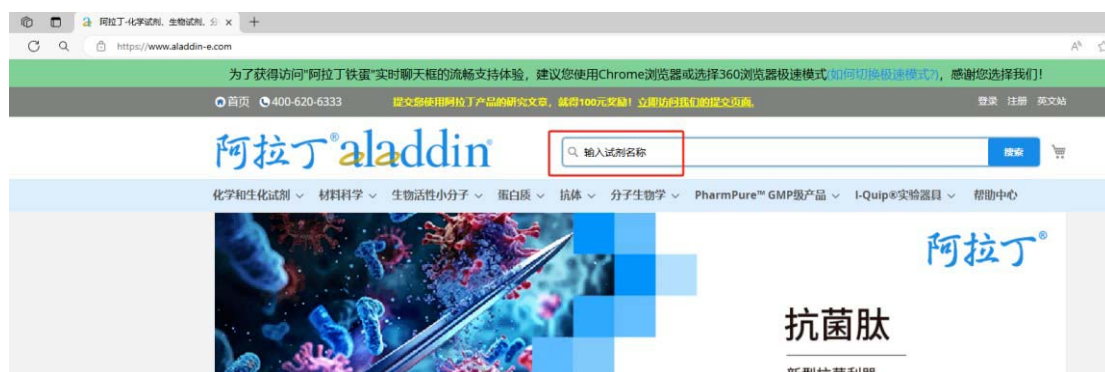 阿拉丁-化学试剂、生物试剂、分
https://www.aladdin-e.com
为了获得访问"阿拉丁铁蛋"实时聊天框的流畅支持体验，建议您使用Chrome浏览器或选择360浏览器极速模式(如何切换极速模式?)，感谢您选择我们!
首页 400-620-6333 提交您使用阿拉丁产品的研究文章，就得100元奖励! 立即访问我们的提交页面。 登录 注册 英文站
阿拉丁®aladdin®
输入试剂名称 搜索
化学和生化试剂 材料科学 生物活性小分子 蛋白质 抗体 分子生物学 PharmPure™ GMP级产品 I-Quip®实验器具 帮助中心
阿拉丁®
抗菌肽